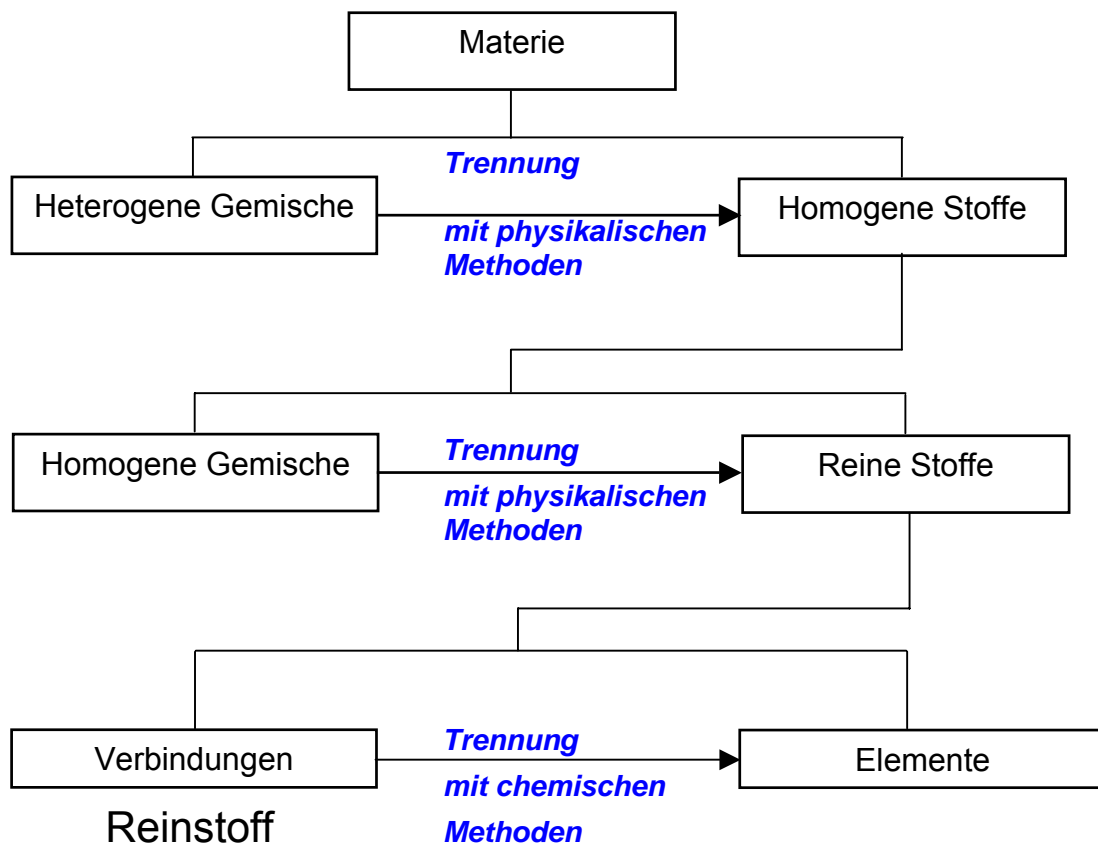 Materie
Trennung
Heterogene Gemische
Homogene Stoffe
mit physikalischen
Methoden
Homogene Gemische
Trennung
Reine Stoffe
mit physikalischen
Methoden
Verbindungen
Trennung
Elemente
mit chemischen
Reinstoff
Methoden